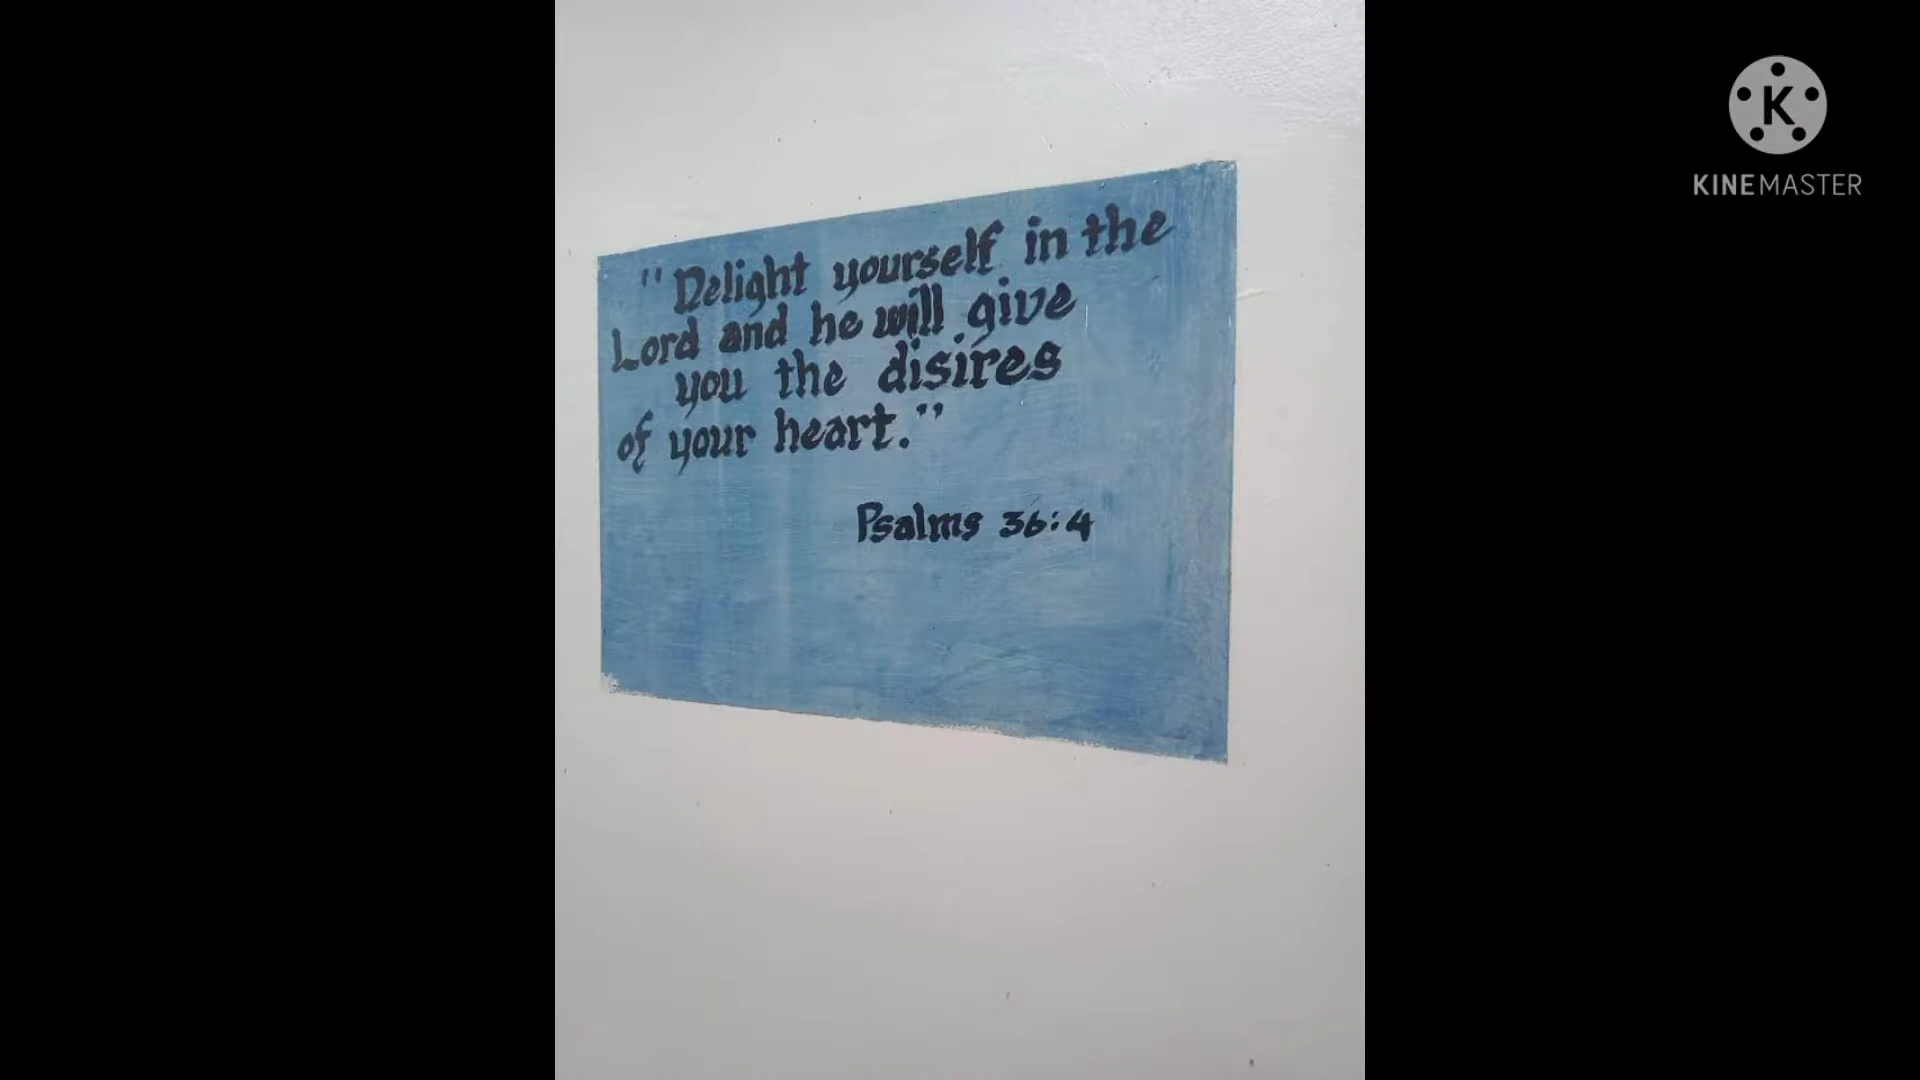 "Delight yourself in the
Lord and he will give
you the disires
of your heart."
Psalms 36:4
K
KINEMASTER